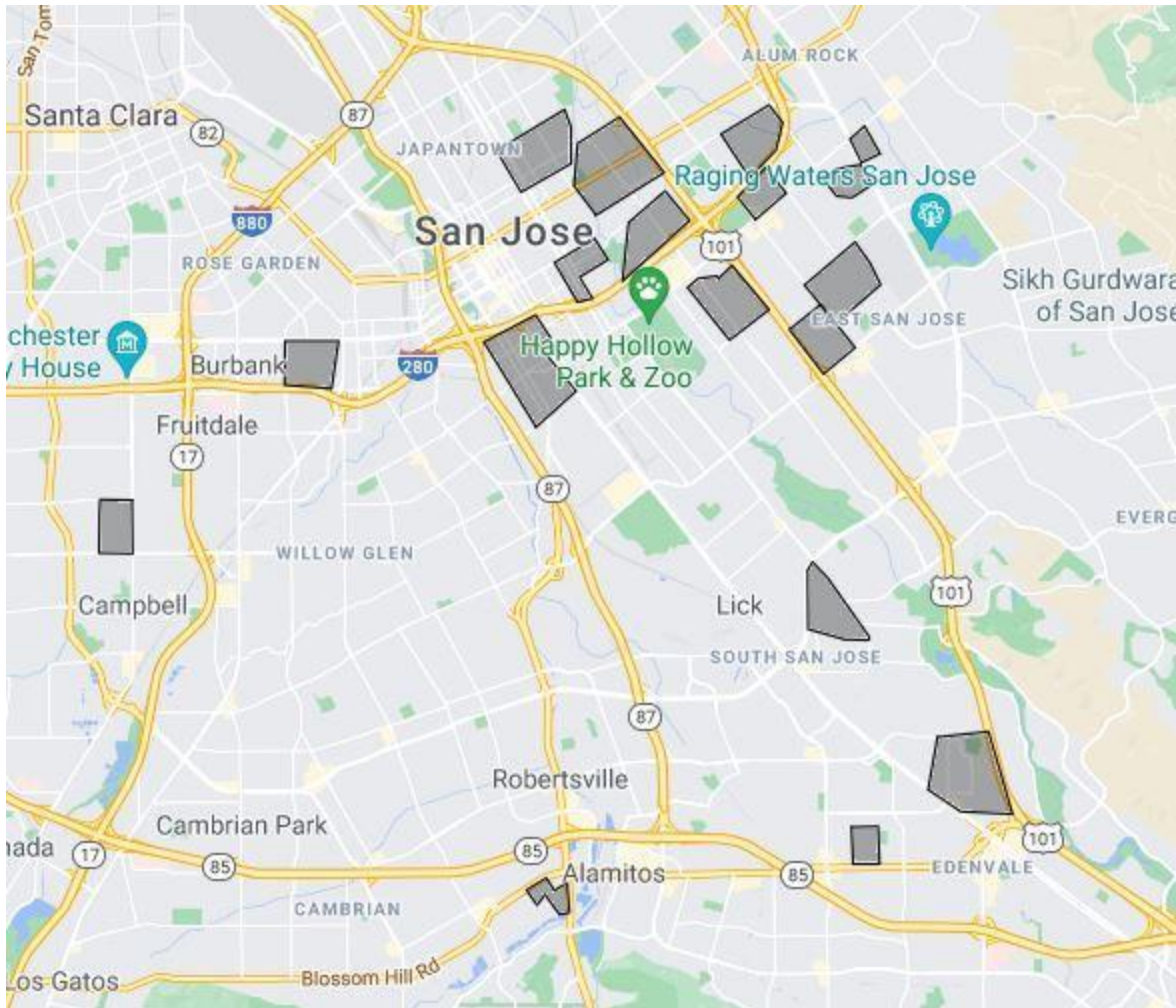 San Tom
ALUM ROCK
Santa Clara
82
87
JAPANTOWN
Raging Waters San Jose
880
San Jose
101
ROSE GARDEN
Sikh Gurdwara
of San Jose
chester
y House
Burbank
280
Happy Hollow
Park & Zoo
EAST SAN JOSE
Fruitdale
17
87
EVERG
WILLOW GLEN
Campbell
Lick
101
SOUTH SAN JOSE
87
Robertsville
Cambrian Park
nada
17
85
85
Alamitos
85
101
EDENVALE
CAMBRIAN
Los Gatos
Blossom Hill Rd